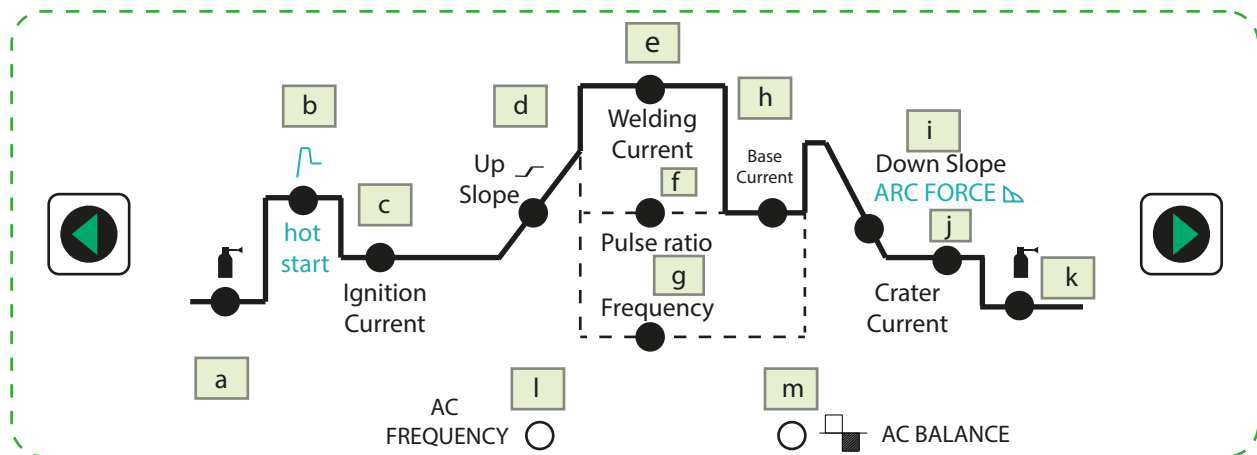 e
b
d
h
Welding
Current
i
Down Slope
ARC FORCE
Up
Slope
Base
Current
f
c
hot
start
Pulse ratio
j
g
Frequency
k
Ignition
Current
Crater
Current
a
l
m
AC
FREQUENCY
AC BALANCE